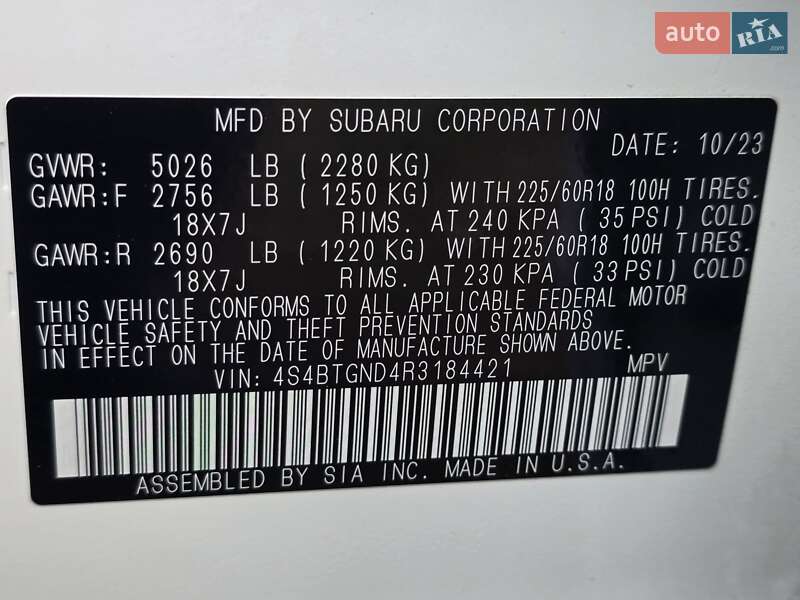 auto RIA.com
MFD BY SUBARU CORPORATION
DATE: 10/23
GVWR: 5026 LB ( 2280 KG)
GAWR:F 2756 LB ( 1250 KG) WITH 225/60R18 100H TIRES.
18X7J RIMS. AT 240 KPA ( 35 PSI) COLD
GAWR:R 2690 LB ( 1220 KG) WITH 225/60R18 100H TIRES.
18X7J RIMS. AT 230 KPA ( 33 PSI) COLD
THIS VEHICLE CONFORMS TO ALL APPLICABLE FEDERAL MOTOR
VEHICLE SAFETY AND THEFT PREVENTION STANDARDS
IN EFFECT ON THE DATE OF MANUFACTURE SHOWN ABOVE.
VIN: 4S4BTGND4R3184421 MPV
ASSEMBLED BY SIA INC. MADE IN U.S.A.